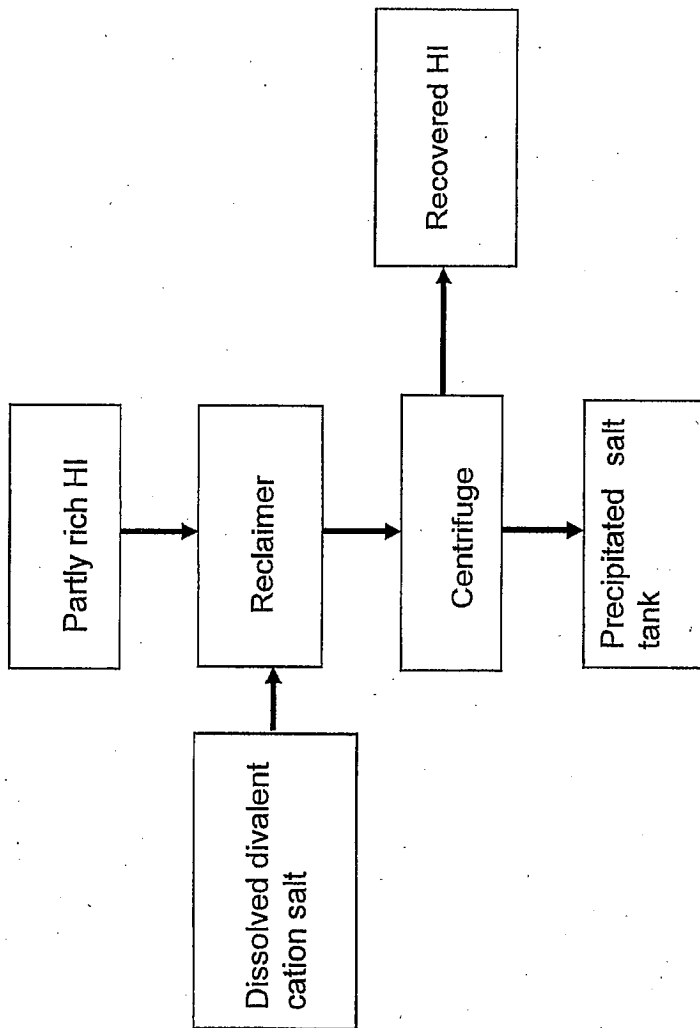 Partly rich HI
Dissolved divalent
cation salt
Reclaimer
Centrifuge
Recovered HI
Precipitated salt
tank